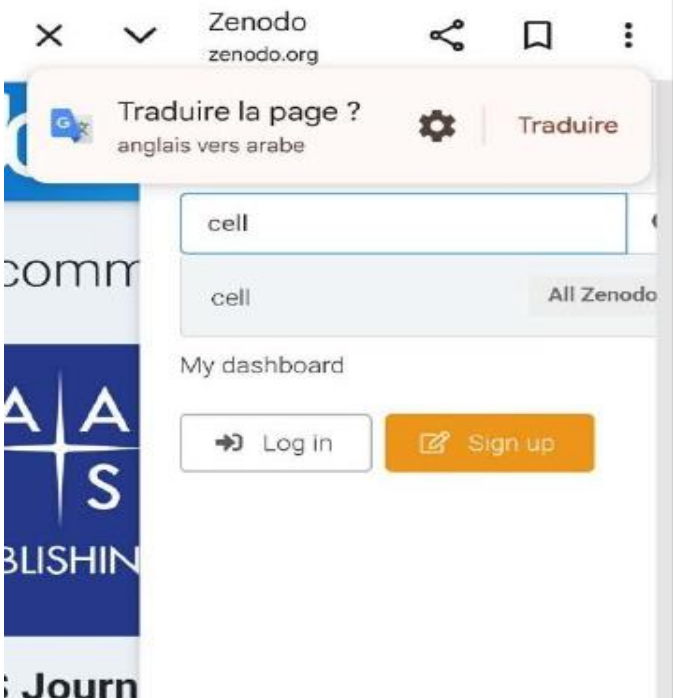 Zenodo
zenodo.org
Traduire la page ?
anglais vers arabe
Traduire
cell
comm
cell
All Zenodo
My dashboard
A A
S
Log in
Sign up
BLISHIN
S Journ